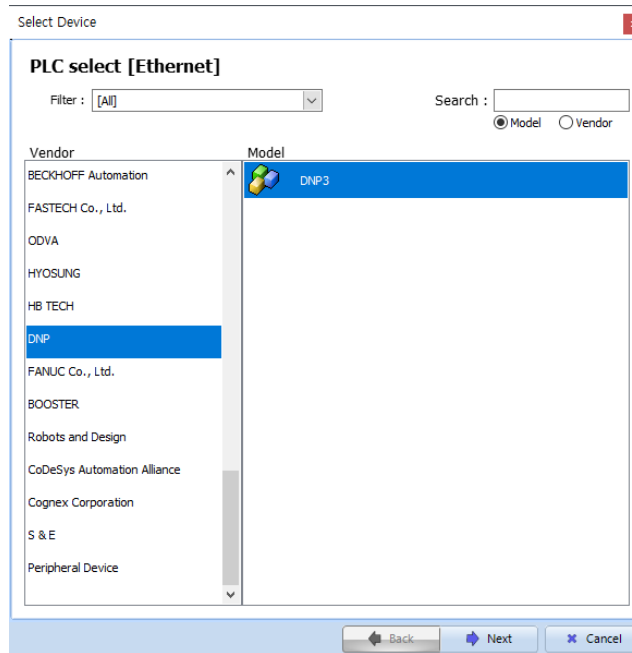 Select Device
PLC select [Ethernet]
Filter : [All] Search :
Model Vendor
Vendor Model
BECKHOFF Automation DNP3
FASTECH Co., Ltd.
ODVA
HYOSUNG
HB TECH
DNP
FANUC Co., Ltd.
BOOSTER
Robots and Design
CoDeSys Automation Alliance
Cognex Corporation
S & E
Peripheral Device
Back Next Cancel